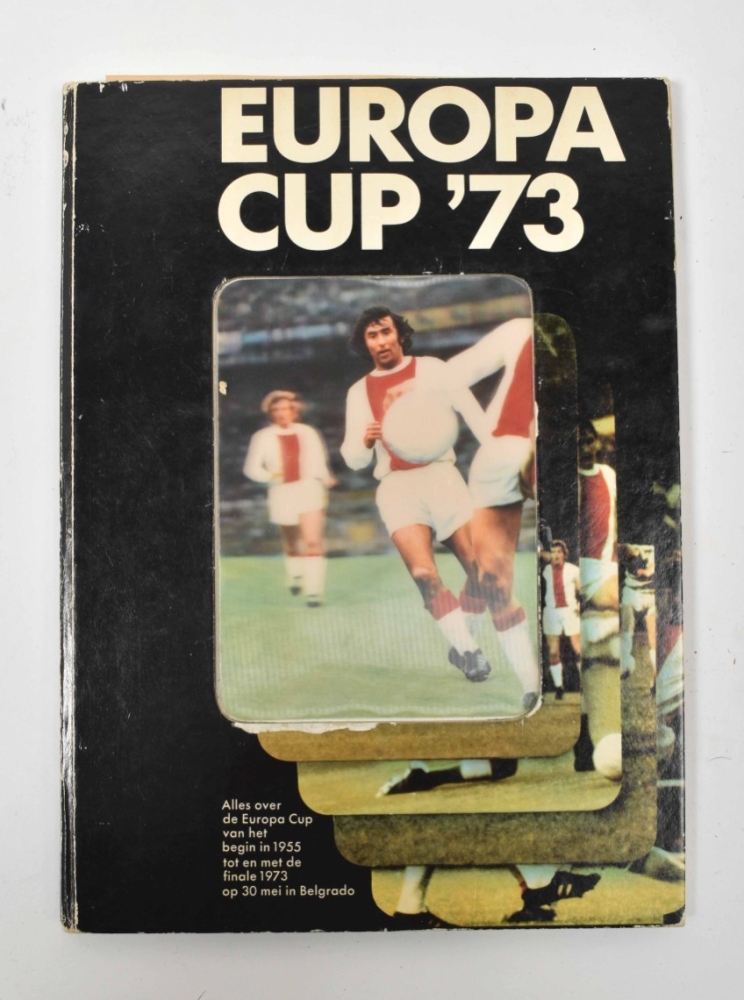 EUROPA
CUP '73
Alles over
de Europa Cup
van het
begin in 1955
tot en met de
finale 1973
op 30 mei in Belgrado